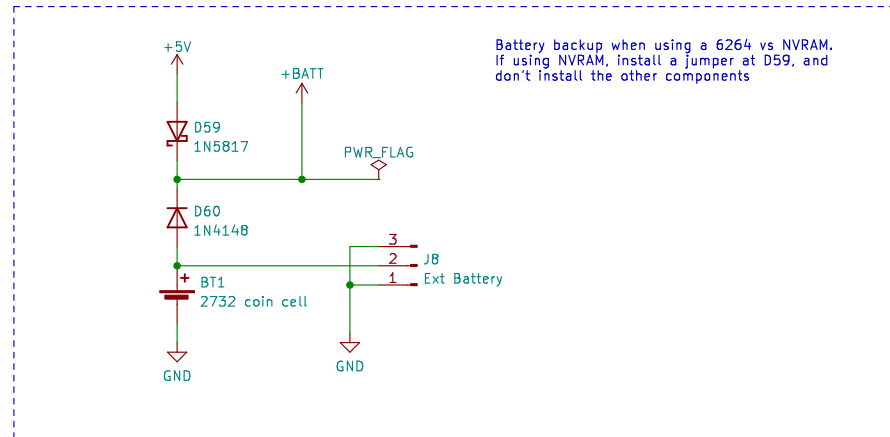 Battery backup when using a 6264 vs NVRAM.
If using NVRAM, install a jumper at D59, and
don't install the other components
+5V
+BATT
D59
1N5817
PWR_FLAG
D60
1N4148
3
2
1
J8
Ext Battery
+
BT1
2732 coin cell
GND
GND